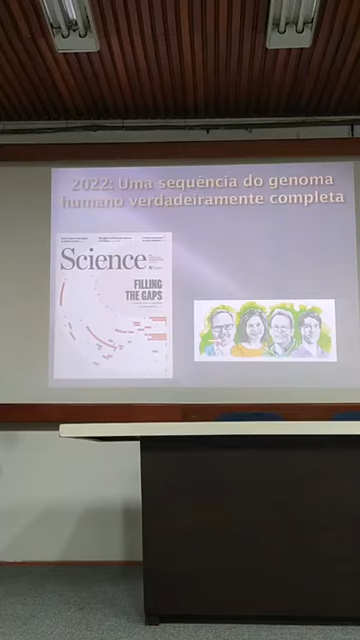 2022: Uma sequência do genoma
humano verdadeiramente completa
Science
FILLING
THE GAPS